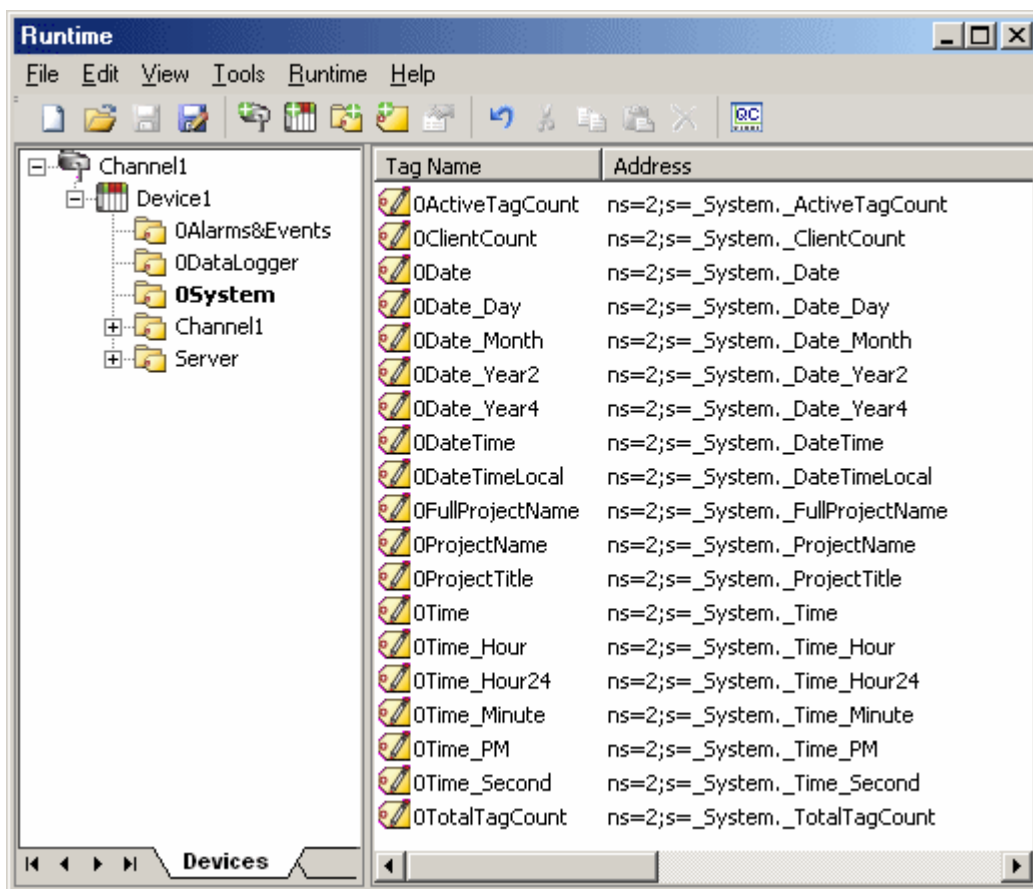 Runtime
File Edit View Tools Runtime Help
QC
Channel1
Device1
0Alarms&Events
0DataLogger
0System
Channel1
Server
Devices
Tag Name Address
0ActiveTagCount ns=2;s=_System._ActiveTagCount
0ClientCount ns=2;s=_System._ClientCount
0Date ns=2;s=_System._Date
0Date_Day ns=2;s=_System._Date_Day
0Date_Month ns=2;s=_System._Date_Month
0Date_Year2 ns=2;s=_System._Date_Year2
0Date_Year4 ns=2;s=_System._Date_Year4
0DateTime ns=2;s=_System._DateTime
0DateTimeLocal ns=2;s=_System._DateTimeLocal
0FullProjectName ns=2;s=_System._FullProjectName
0ProjectName ns=2;s=_System._ProjectName
0ProjectTitle ns=2;s=_System._ProjectTitle
0Time ns=2;s=_System._Time
0Time_Hour ns=2;s=_System._Time_Hour
0Time_Hour24 ns=2;s=_System._Time_Hour24
0Time_Minute ns=2;s=_System._Time_Minute
0Time_PM ns=2;s=_System._Time_PM
0Time_Second ns=2;s=_System._Time_Second
0TotalTagCount ns=2;s=_System._TotalTagCount